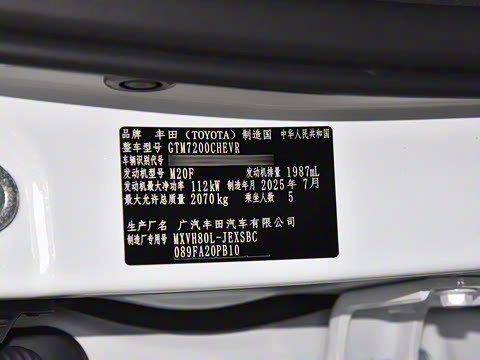 品牌 丰田(TOYOTA) 制造国 中华人民共和国
整车型号 GTM7200CHEVR
车辆识别代号
发动机型号 M20F 发动机排量 1987mL
发动机最大净功率 112kW 制造年月 2025年7月
最大允许总质量 2070kg 乘坐人数 5
生产厂名 广汽丰田汽车有限公司
制造厂专用号 MXVH80L-JEXSBC
089FA20PB10